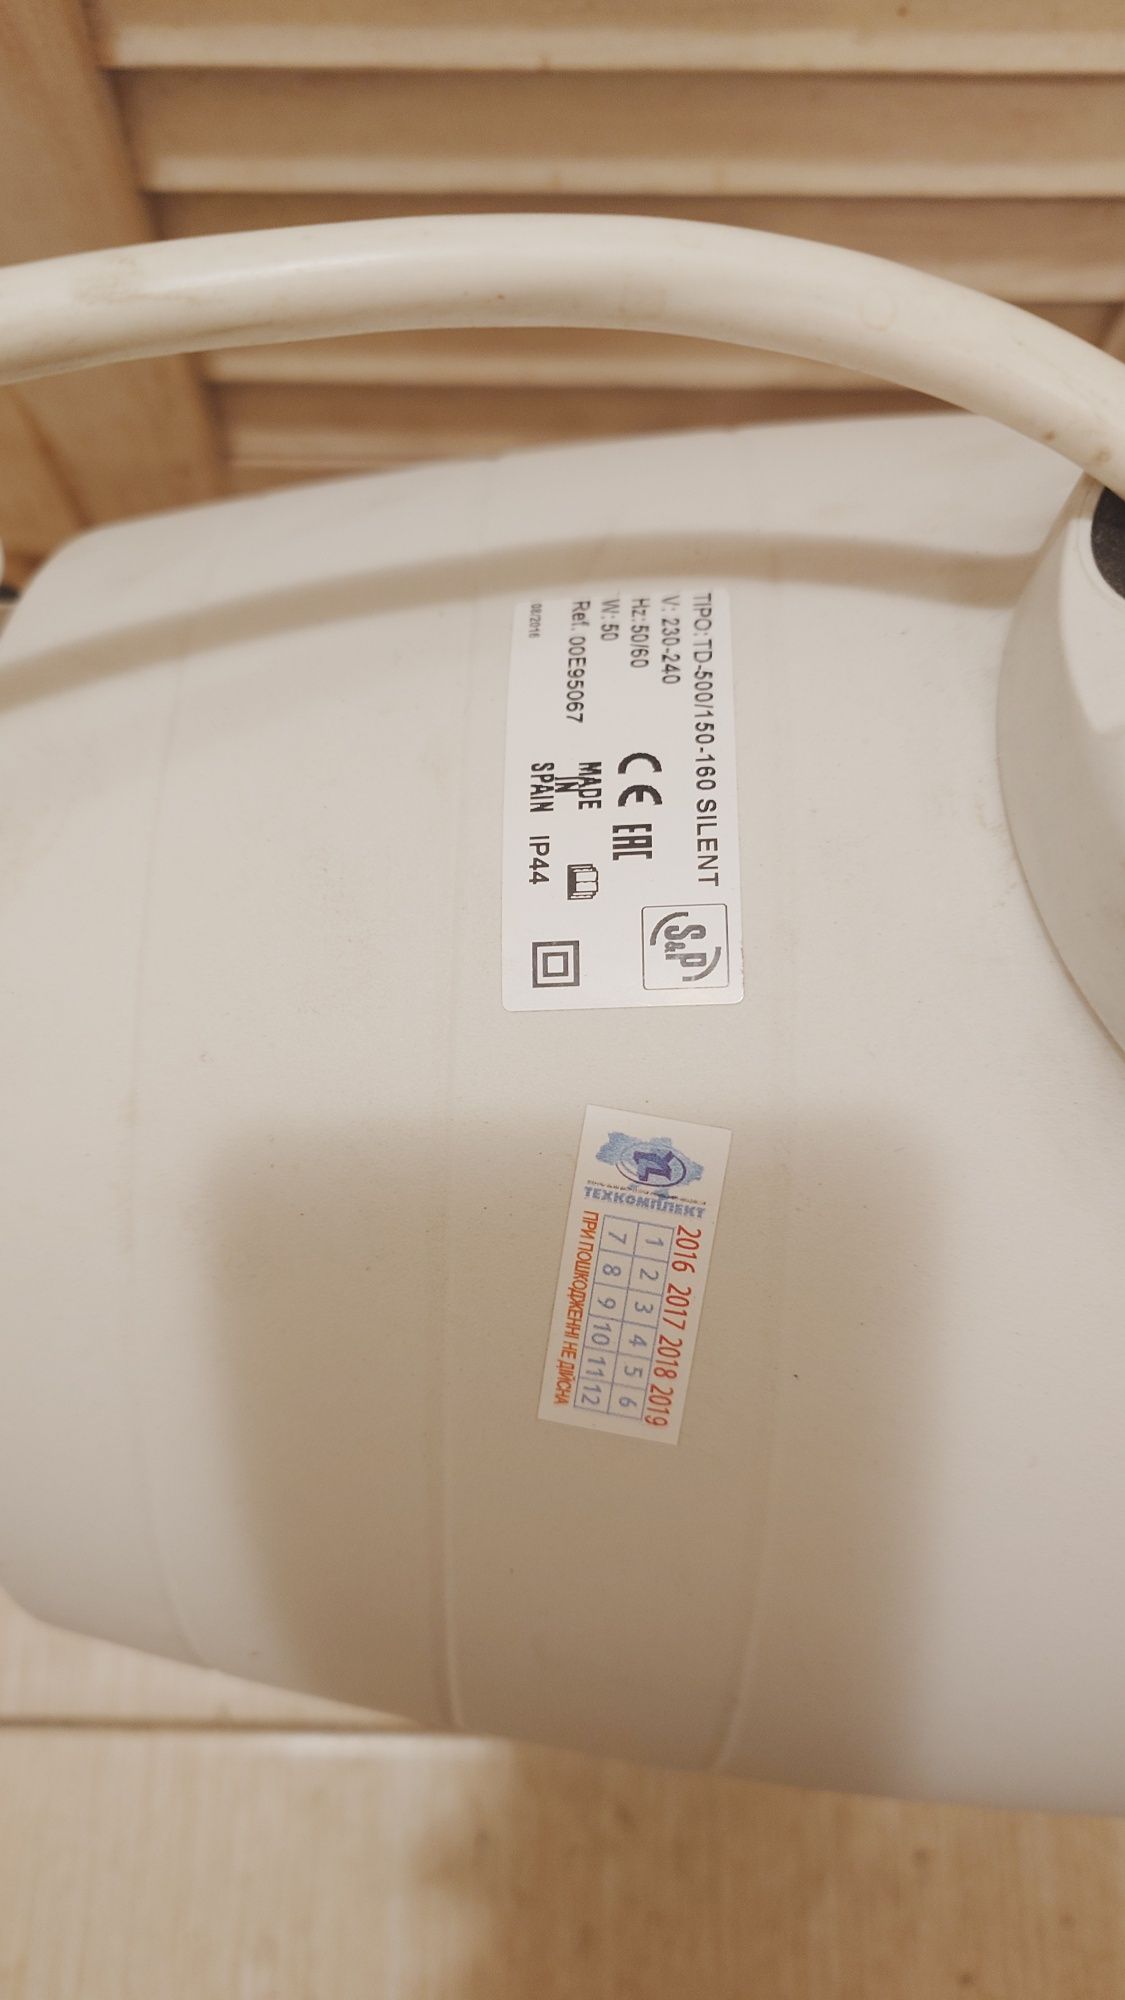 TIPO: TD-500/150-160 SILENT
V: 230-240
Hz: 50/60
W: 50
Ref. 00E95067
08/2016
CE
EAC
MADE
IN
SPAIN
IP44
S&P
ТЕХКОМПЛЕКТ
2016 2017 2018 2019
1 2 3 4 5 6
7 8 9 10 11 12
ПРИ ПОШКОДЖЕННІ НЕ ДІЙСНА